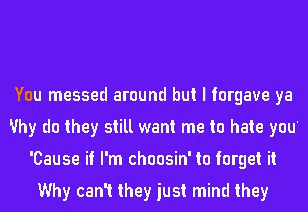 You messed around but I forgave ya
Why do they still want me to hate you
'Cause if I'm choosin' to forget it
Why can't they just mind they